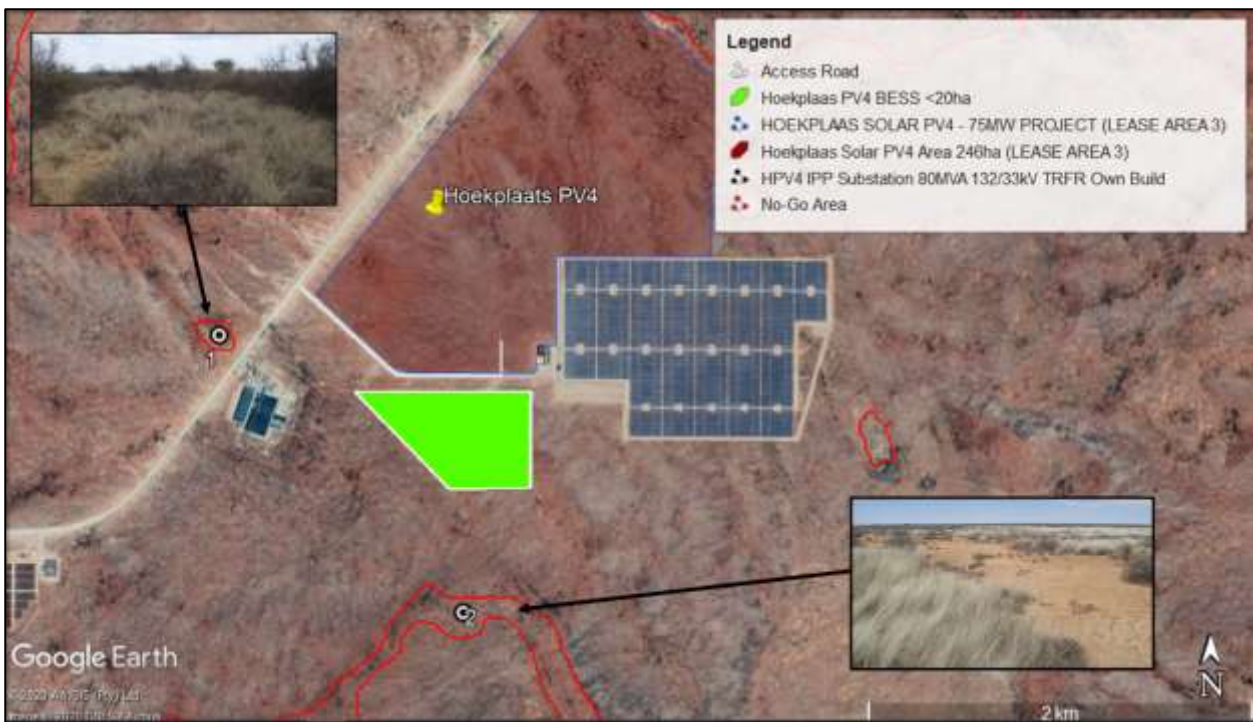 Legend
Access Road
Hoekplaas PV4 BESS <20ha
HOEKPLAAS SOLAR PV4 - 75MW PROJECT (LEASE AREA 3)
Hoekplaas Solar PV4 Area 246ha (LEASE AREA 3)
HPV4 IPP Substation 80MVA 132/33kV TRFR Own Build
No-Go Area
Hoekplaats PV4
1
2
Google Earth
N
2 km